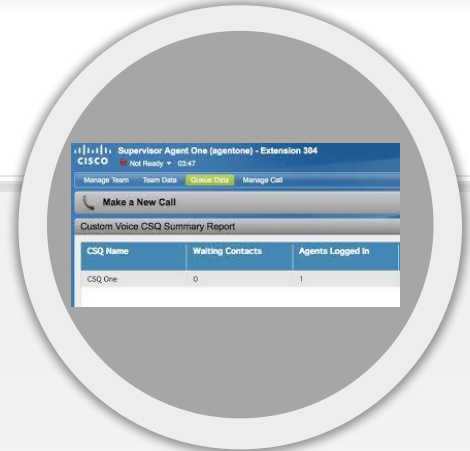 CISCO
Supervisor Agent One (agentone) - Extension 304
Not Ready 03:47
Manage Team Team Data Queue Data Manage Call
Make a New Call
Custom Voice CSQ Summary Report
CSQ Name Waiting Contacts Agents Logged In
CSQ One 0 1